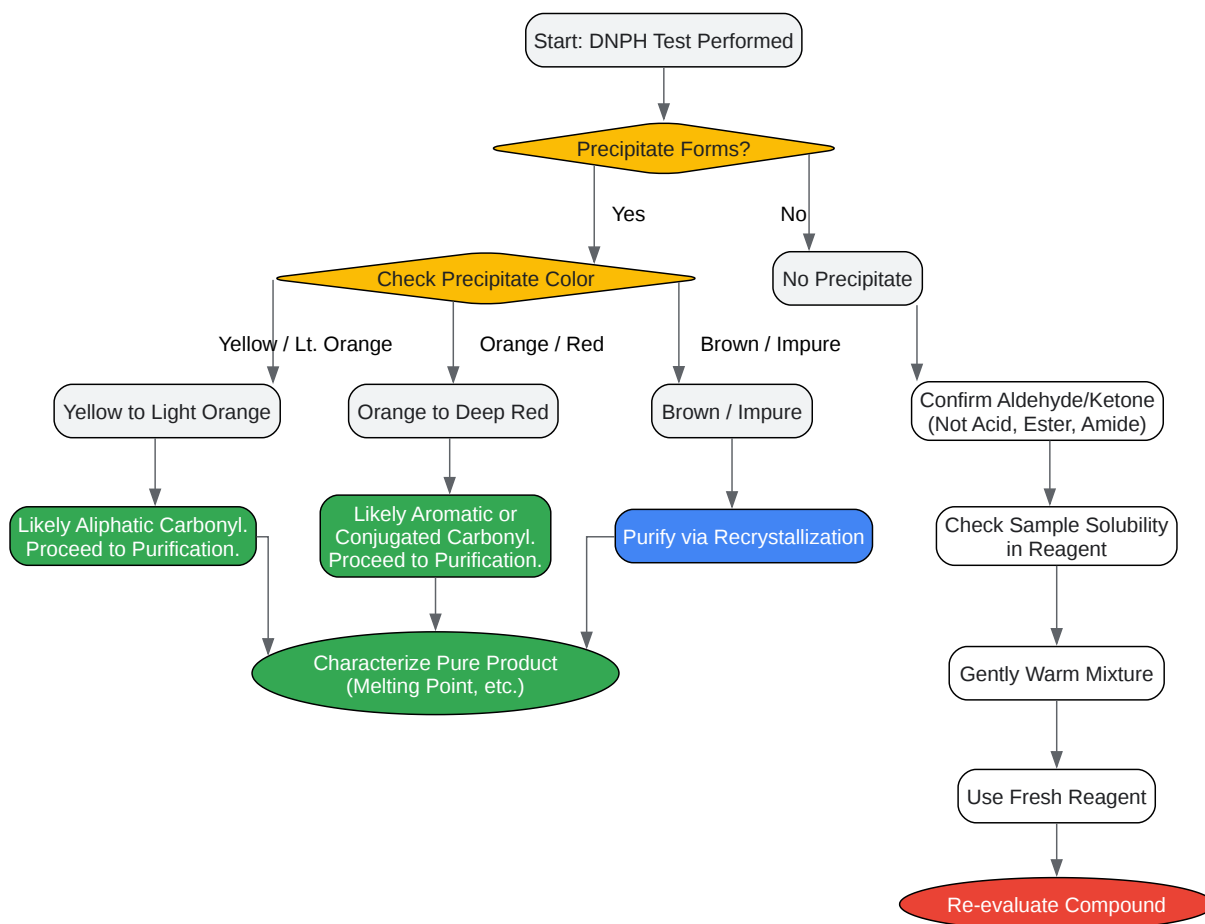 Start: DNPH Test Performed
Precipitate Forms?
Yes
No
Check Precipitate Color
No Precipitate
Yellow / Lt. Orange
Orange / Red
Brown / Impure
Yellow to Light Orange
Orange to Deep Red
Brown / Impure
Confirm Aldehyde/Ketone
(Not Acid, Ester, Amide)
Likely Aliphatic Carbonyl.
Proceed to Purification.
Likely Aromatic or
Conjugated Carbonyl.
Proceed to Purification.
Purify via Recrystallization
Check Sample Solubility
in Reagent
Characterize Pure Product
(Melting Point, etc.)
Gently Warm Mixture
Use Fresh Reagent
Re-evaluate Compound